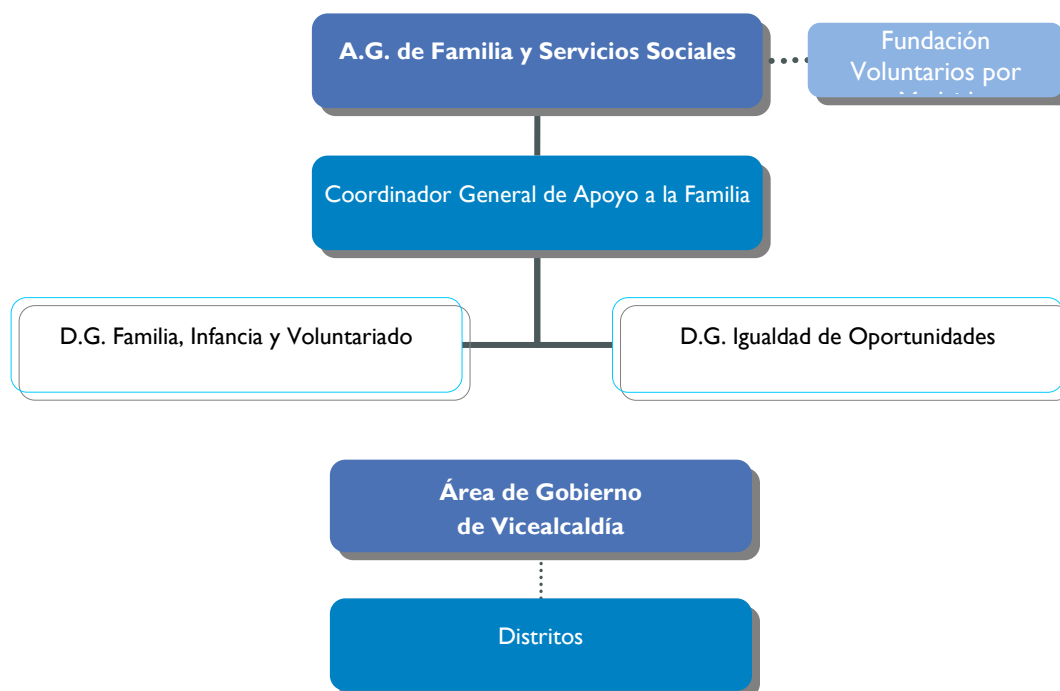 A.G. de Familia y Servicios Sociales
Fundación
Voluntarios por
Coordinador General de Apoyo a la Familia
D.G. Familia, Infancia y Voluntariado
D.G. Igualdad de Oportunidades
Área de Gobierno
de Vicealcaldía
Distritos